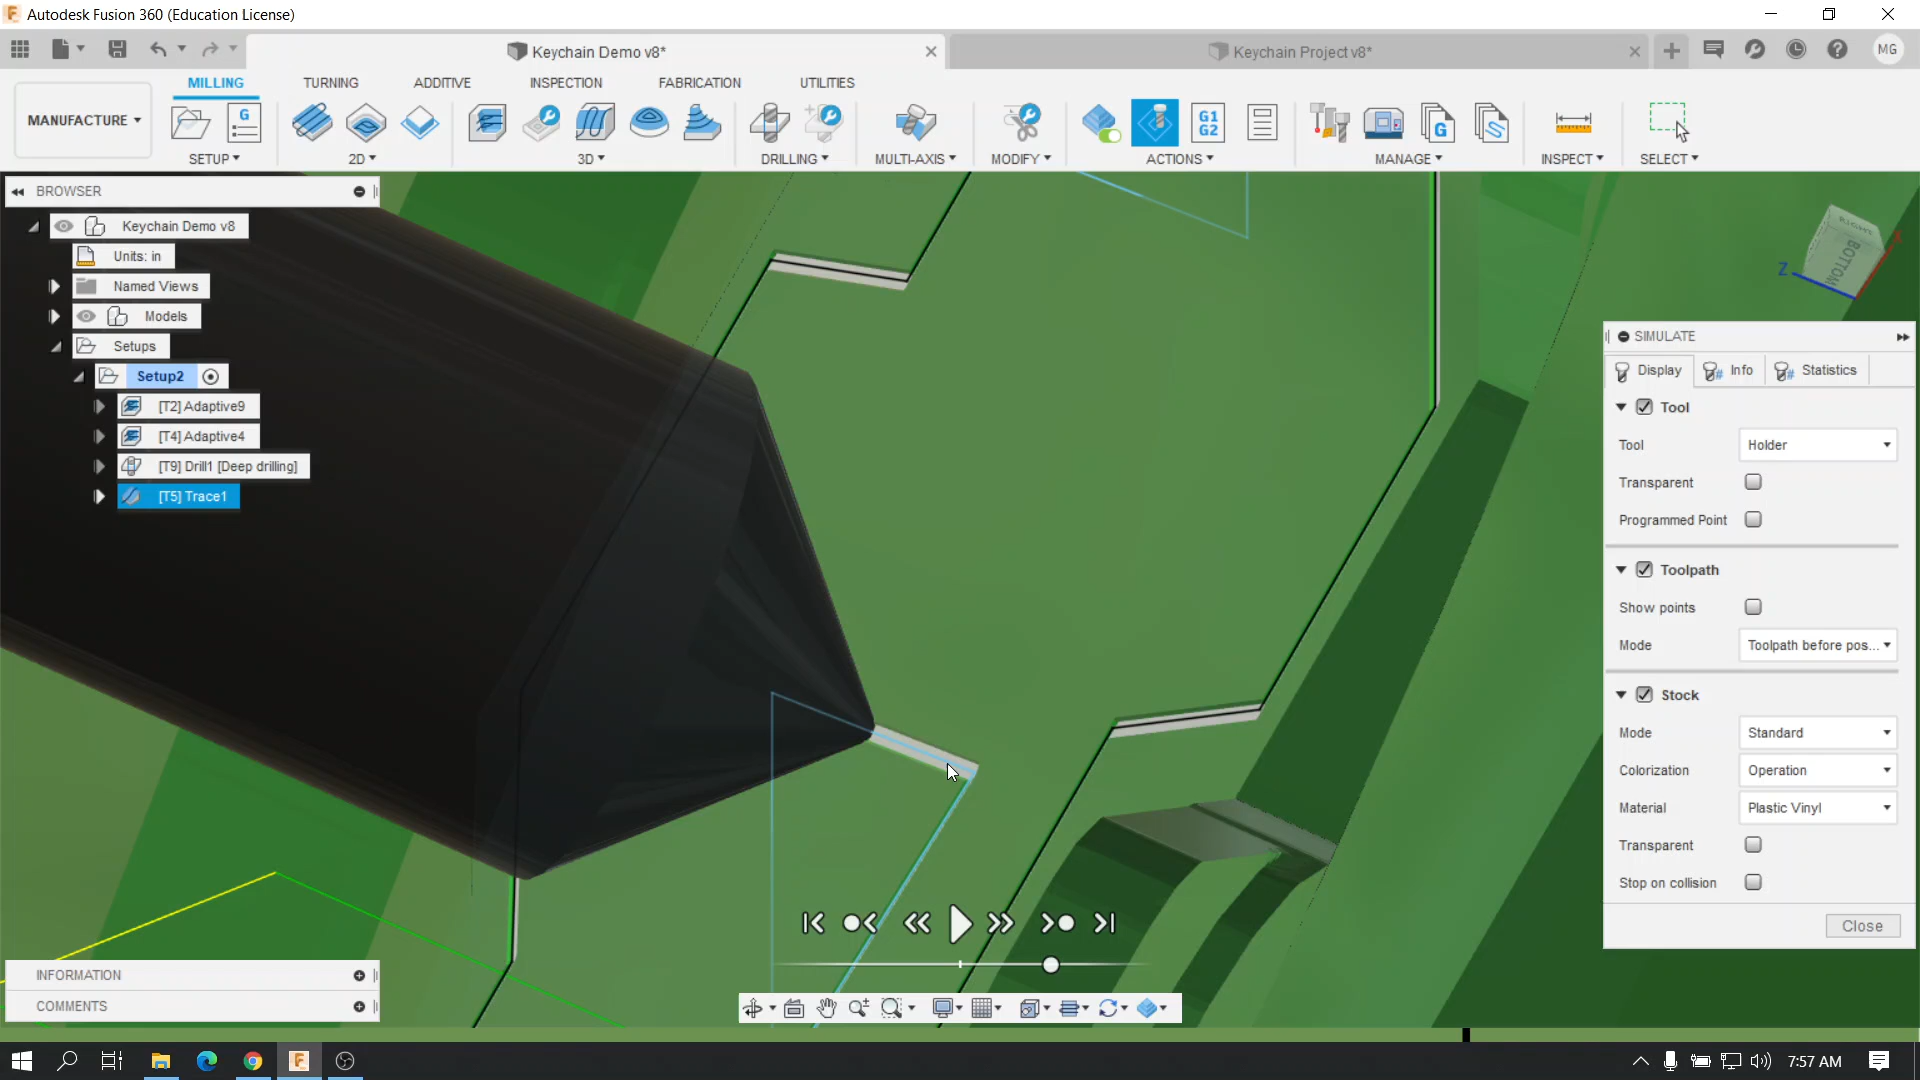 Autodesk Fusion 360 (Education License)
Keychain Demo v8*
Keychain Project v8*
MG
MILLING
TURNING
ADDITIVE
INSPECTION
FABRICATION
UTILITIES
MANUFACTURE
G
G1
G2
G
SETUP
2D
3D
DRILLING
MULTI-AXIS
MODIFY
ACTIONS
MANAGE
INSPECT
SELECT
BROWSER
Keychain Demo v8
Units: in
Named Views
Models
Setups
Setup2
[T2] Adaptive9
[T4] Adaptive4
[T9] Drill1 [Deep drilling]
[T5] Trace1
RIGHT
BOTTOM
Z
X
SIMULATE
Display
Info
Statistics
Tool
Tool
Holder
Transparent
Programmed Point
Toolpath
Show points
Mode
Toolpath before pos...
Stock
Mode
Standard
Colorization
Operation
Material
Plastic Vinyl
Transparent
Stop on collision
Close
INFORMATION
COMMENTS
7:57 AM